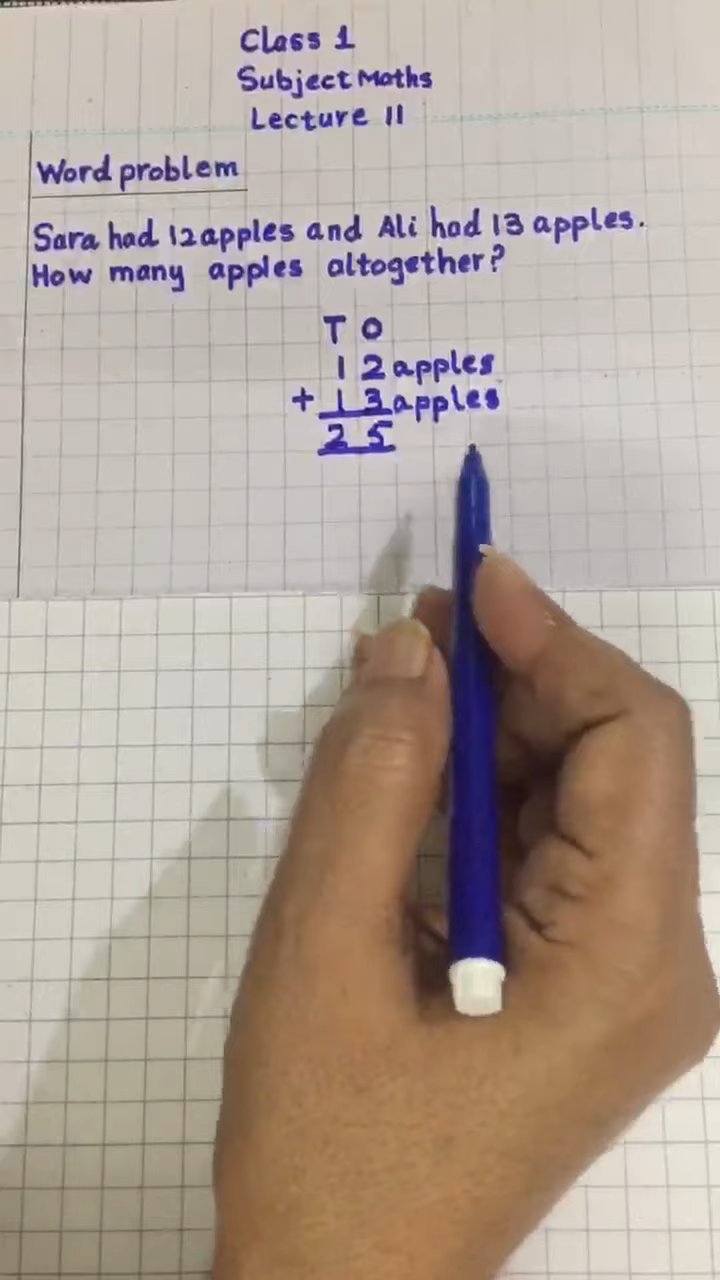 Class 1
Subject Maths
Lecture 11
Word problem
Sara had 12 apples and Ali had 13 apples.
How many apples altogether?
T O
1 2 apples
+ 1 3 apples
2 5